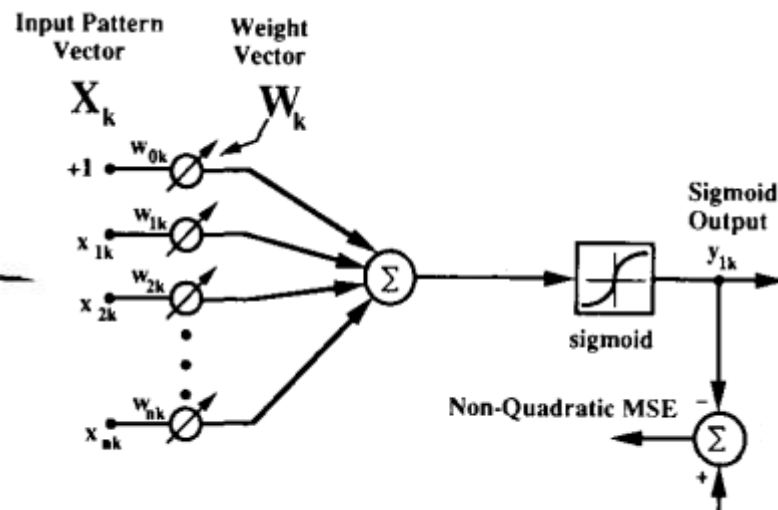 Input Pattern
Vector
X_k
Weight
Vector
W_k
+1
w_0k
x_1k
w_1k
x_2k
w_2k
x_nk
w_nk
Σ
sigmoid
Sigmoid
Output
y_1k
Non-Quadratic MSE
−
Σ
+